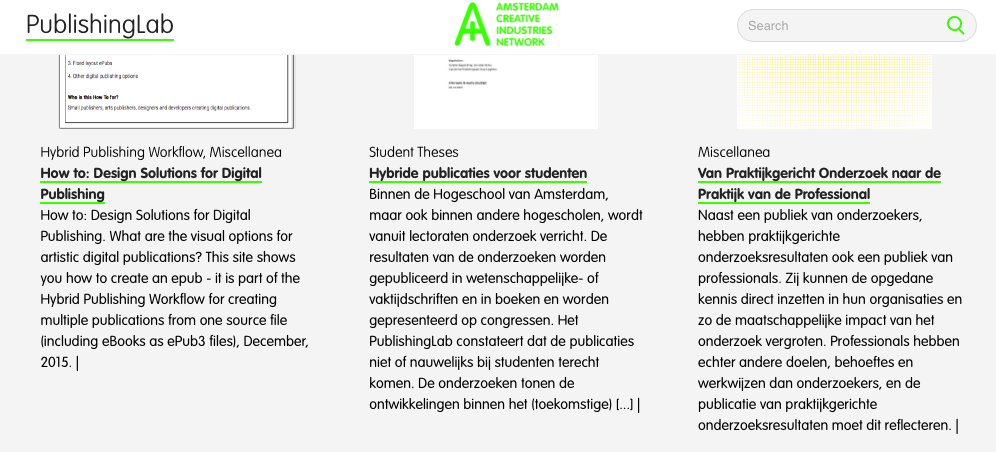 PublishingLab
AMSTERDAM
CREATIVE
INDUSTRIES
NETWORK
Search
3. Fixed layout ePubs
4. Other digital publishing options
Who is this How To for?
Small publishers, arts publishers, designers and developers creating digital publications.
Hybrid Publishing Workflow, Miscellanea
How to: Design Solutions for Digital
Publishing
How to: Design Solutions for Digital
Publishing. What are the visual options for
artistic digital publications? This site shows
you how to create an epub - it is part of the
Hybrid Publishing Workflow for creating
multiple publications from one source file
(including eBooks as ePub3 files), December,
2015. |
Student Theses
Hybride publicaties voor studenten
Binnen de Hogeschool van Amsterdam,
maar ook binnen andere hogescholen, wordt
vanuit lectoraten onderzoek verricht. De
resultaten van de onderzoeken worden
gepubliceerd in wetenschappelijke- of
vaktijdschriften en in boeken en worden
gepresenteerd op congressen. Het
PublishingLab constateert dat de publicaties
niet of nauwelijks bij studenten terecht
komen. De onderzoeken tonen de
ontwikkelingen binnen het (toekomstige) [...] |
Miscellanea
Van Praktijkgericht Onderzoek naar de
Praktijk van de Professional
Naast een publiek van onderzoekers,
hebben praktijkgerichte
onderzoeksresultaten ook een publiek van
professionals. Zij kunnen de opgedane
kennis direct inzetten in hun organisaties en
zo de maatschappelijke impact van het
onderzoek vergroten. Professionals hebben
echter andere doelen, behoeftes en
werkwijzen dan onderzoekers, en de
publicatie van praktijkgerichte
onderzoeksresultaten moet dit reflecteren. |